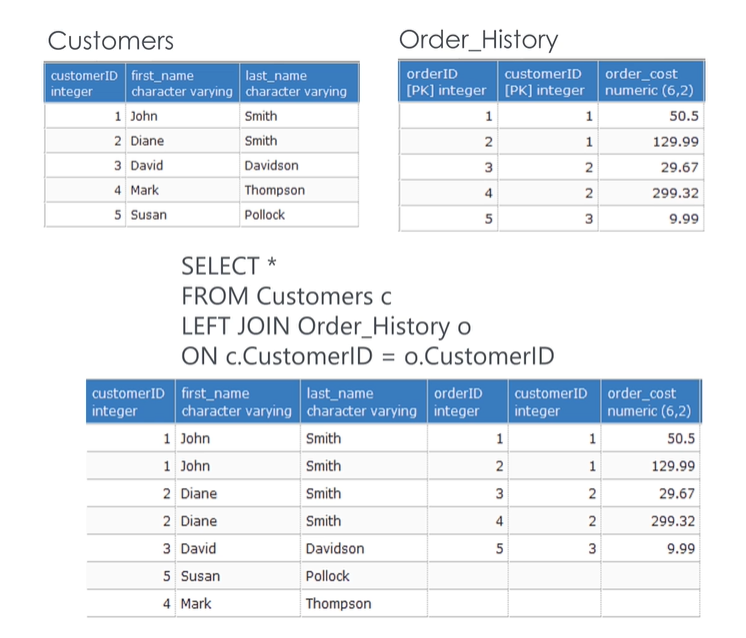 Customers
customerID integer first_name character varying last_name character varying
1 John Smith
2 Diane Smith
3 David Davidson
4 Mark Thompson
5 Susan Pollock
Order_History
orderID [PK] integer customerID [PK] integer order_cost numeric (6,2)
1 1 50.5
2 1 129.99
3 2 29.67
4 2 299.32
5 3 9.99
SELECT *
FROM Customers c
LEFT JOIN Order_History o
ON c.CustomerID = o.CustomerID
customerID integer first_name character varying last_name character varying orderID integer customerID integer order_cost numeric (6,2)
1 John Smith 1 1 50.5
1 John Smith 2 1 129.99
2 Diane Smith 3 2 29.67
2 Diane Smith 4 2 299.32
3 David Davidson 5 3 9.99
5 Susan Pollock
4 Mark Thompson